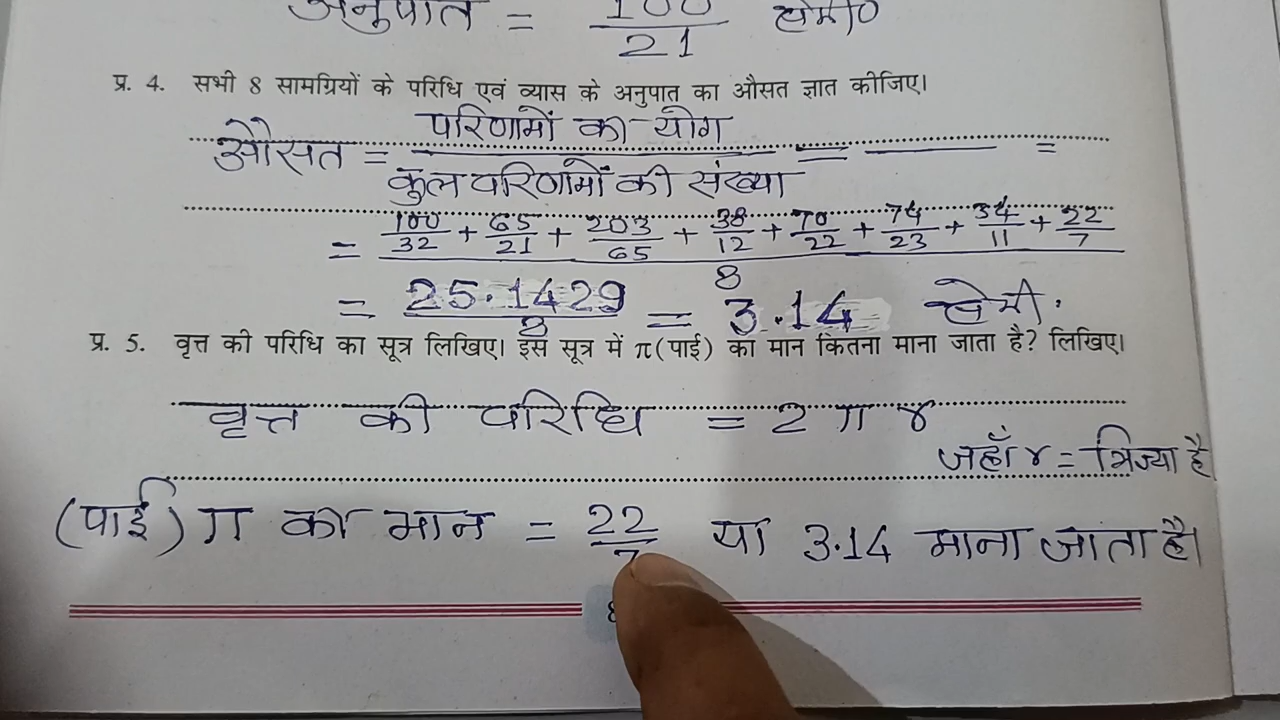 अनुपात = 100/21 सेमी०
प्र. 4. सभी 8 सामग्रियों के परिधि एवं व्यास के अनुपात का औसत ज्ञात कीजिए।
औसत = परिणामों का योग / कुल परिणामों की संख्या = ——— =
= 100/32 + 65/21 + 203/65 + 38/12 + 70/22 + 74/23 + 34/11 + 22/7 / 8
= 25.1429/8 = 3.14 सेमी.
प्र. 5. वृत्त की परिधि का सूत्र लिखिए। इस सूत्र में π(पाई) का मान कितना माना जाता है? लिखिए।
वृत्त की परिधि = 2 π r
जहाँ r = त्रिज्या है
(पाई) π का मान = 22/7 या 3.14 माना जाता है।